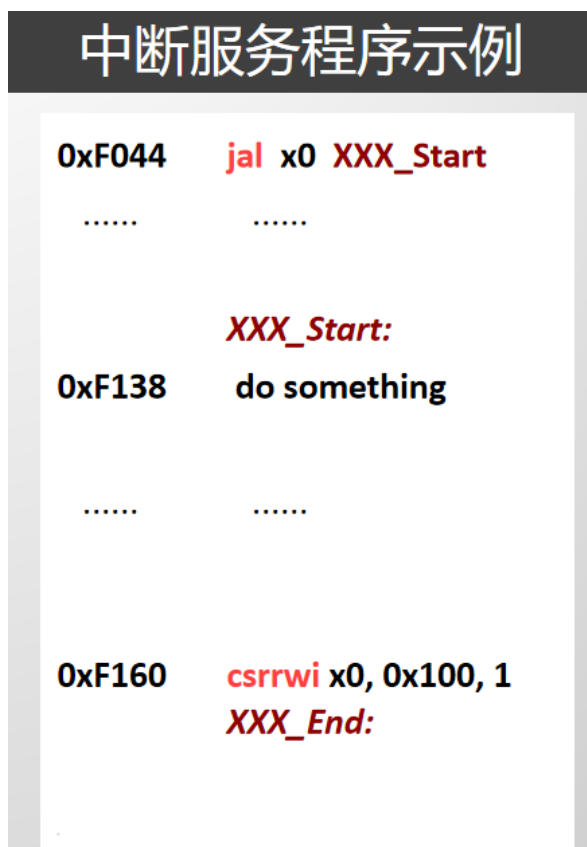 中断服务程序示例
0xF044 jal x0 XXX_Start
...... ......
XXX_Start:
0xF138 do something
...... ......
0xF160 csrrwi x0, 0x100, 1
XXX_End: